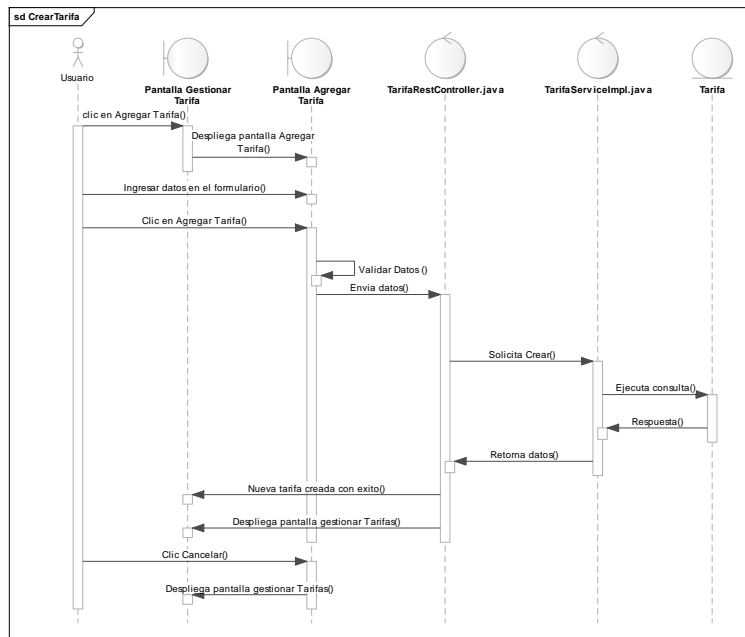 sd CrearTarifa
Usuario
Pantalla Gestionar
Tarifa
Pantalla Agregar
Tarifa
TarifaRestController.java
TarifaServiceImpl.java
Tarifa
clic en Agregar Tarifa()
Despliega pantalla Agregar
Tarifa()
Ingresar datos en el formulario()
Clic en Agregar Tarifa()
Validar Datos ()
Envia datos()
Solicita Crear()
Ejecuta consulta()
Respuesta()
Retorna datos()
Nueva tarifa creada con exito()
Despliega pantalla gestionar Tarifas()
Clic Cancelar()
Despliega pantalla gestionar Tarifas()